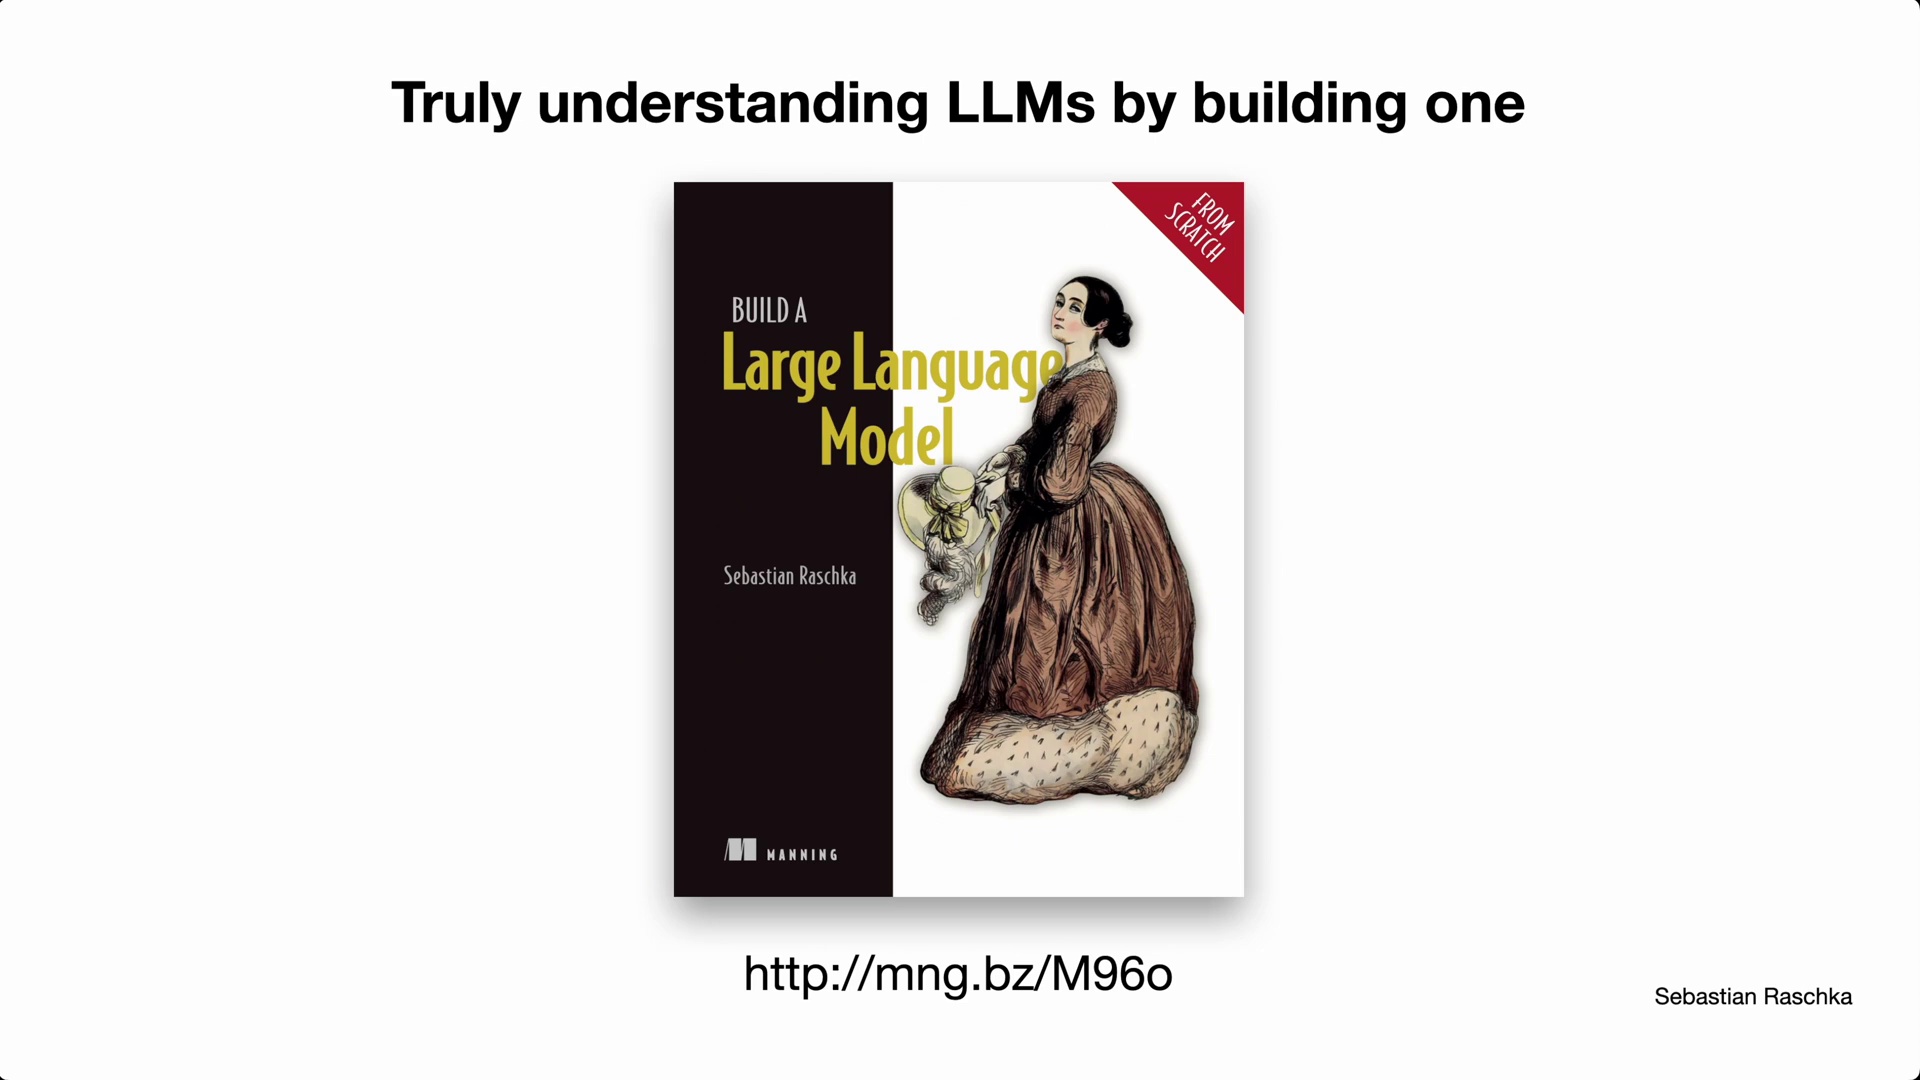 Truly understanding LLMs by building one
FROM
SCRATCH
BUILD A
Large Language
Model
Sebastian Raschka
MANNING
http://mng.bz/M96o
Sebastian Raschka